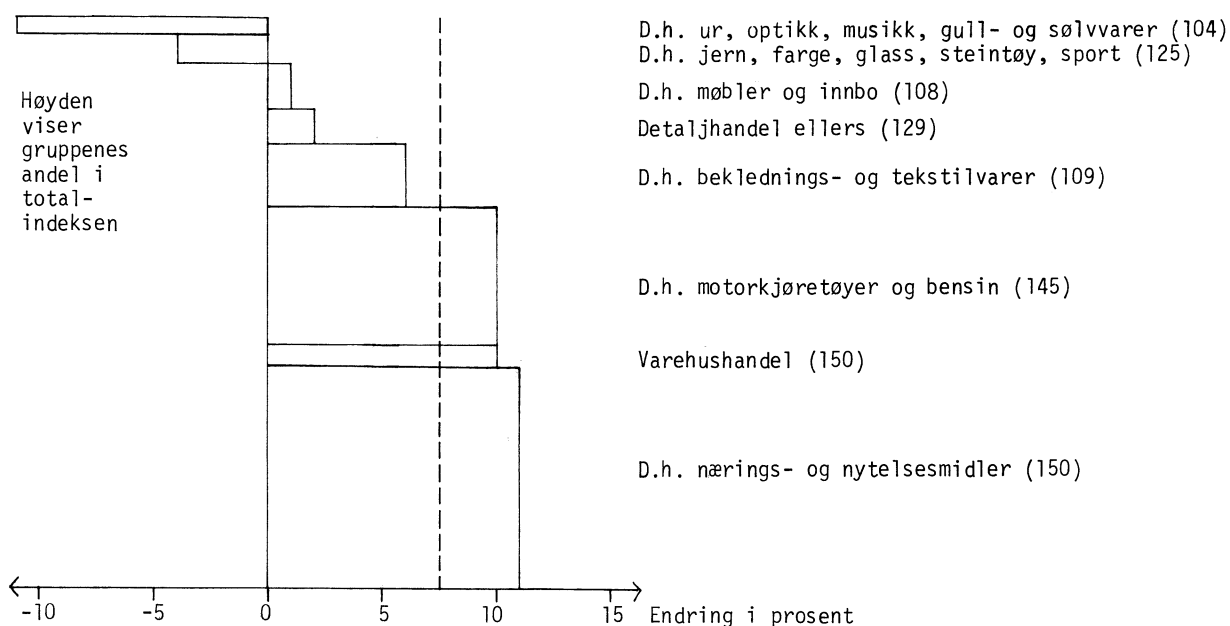 D.h. ur, optikk, musikk, gull- og sølvvarer (104)
D.h. jern, farge, glass, steintøy, sport (125)
D.h. møbler og innbo (108)
Detaljhandel ellers (129)
D.h. beklednings- og tekstilvarer (109)
D.h. motorkjøretøyer og bensin (145)
Varehushandel (150)
D.h. nærings- og nytelsesmidler (150)
Høyden
viser
gruppenes
andel i
total-
indeksen
-10 -5 0 5 10 15 Endring i prosent